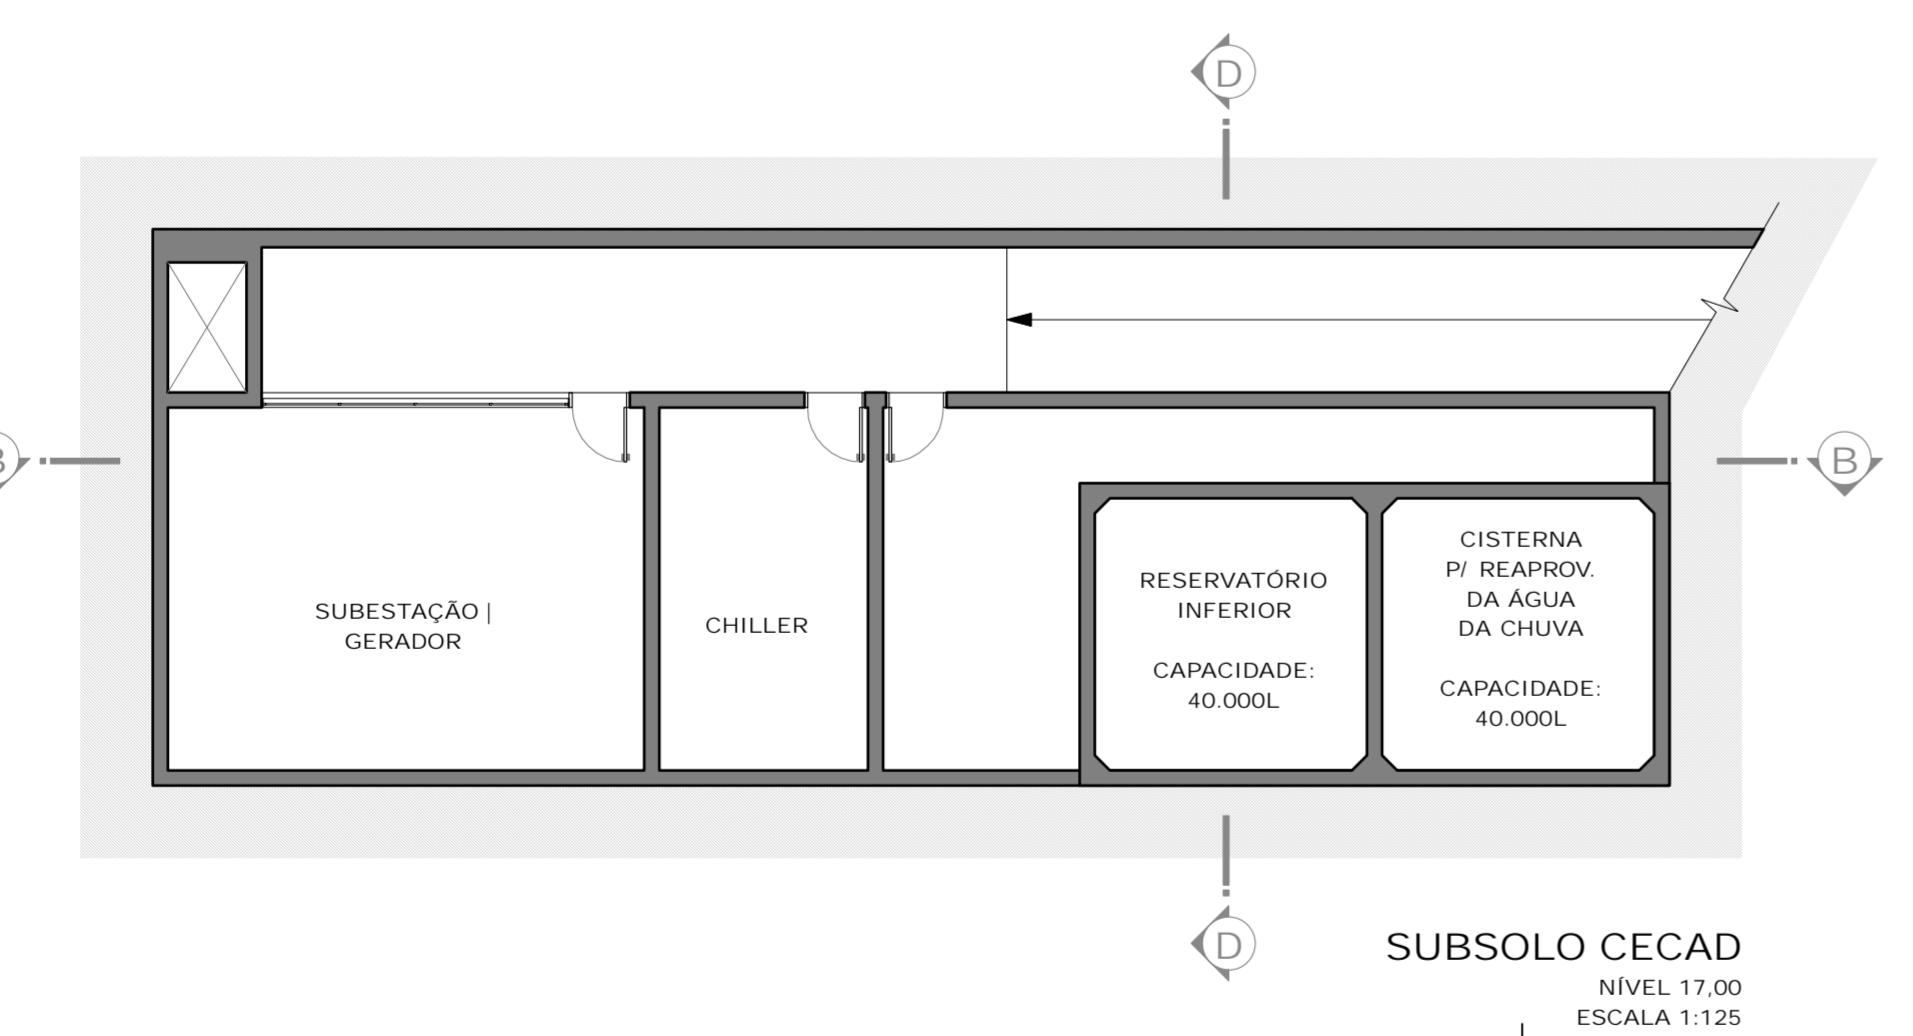 D
SUBESTAÇÃO |
GERADOR
CHILLER
RESERVATÓRIO
INFERIOR
CAPACIDADE:
40.000L
CISTERNA
P/ REAPROV.
DA ÁGUA
DA CHUVA
CAPACIDADE:
40.000L
B
B
D
SUBSOLO CECAD
NÍVEL 17,00
ESCALA 1:125